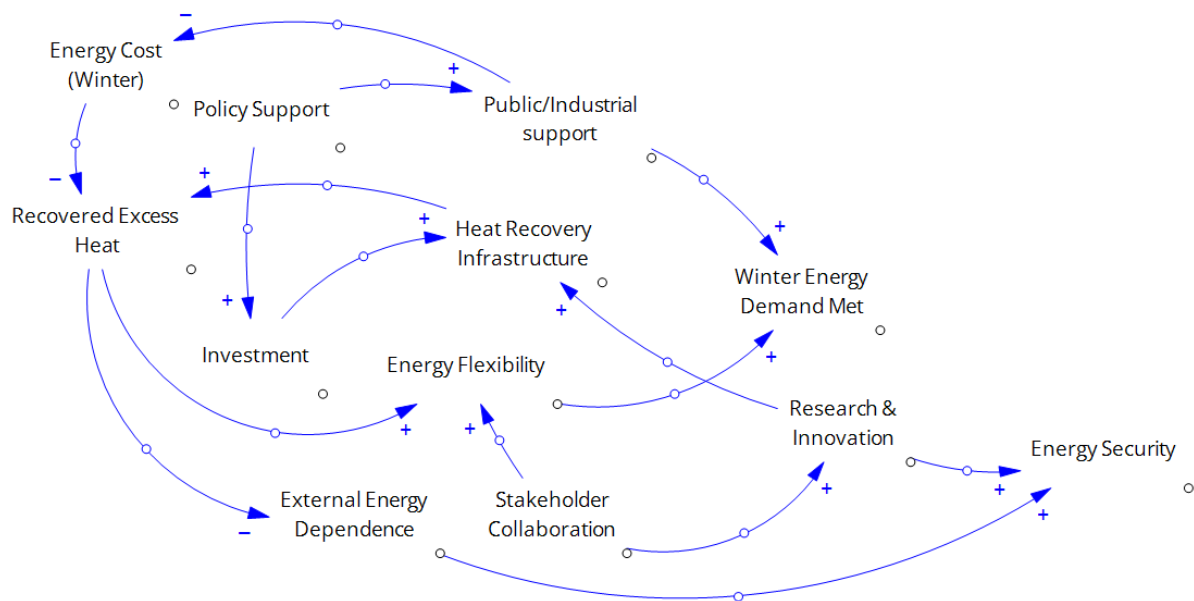 −
Energy Cost
(Winter)
+
Policy Support
Public/Industrial
support
−
+
Recovered Excess
Heat
+
Heat Recovery
Infrastructure
+
Winter Energy
Demand Met
+
+
Investment
Energy Flexibility
+
+
+
Research &
Innovation
Energy Security
+
+
+
External Energy
Dependence
−
Stakeholder
Collaboration